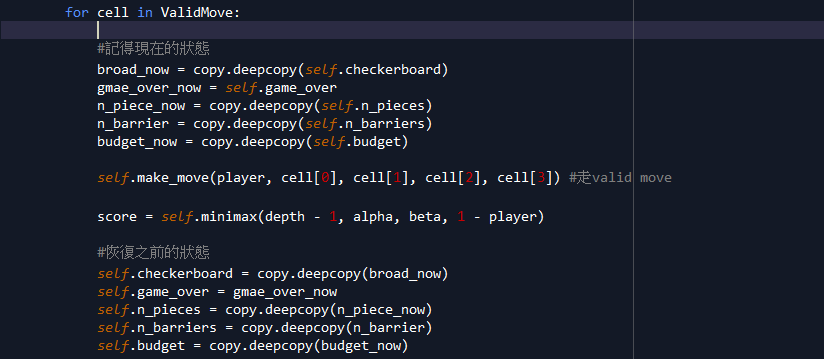 for cell in ValidMove:
#記得現在的狀態
broad_now = copy.deepcopy(self.checkerboard)
gmae_over_now = self.game_over
n_piece_now = copy.deepcopy(self.n_pieces)
n_barrier = copy.deepcopy(self.n_barriers)
budget_now = copy.deepcopy(self.budget)
self.make_move(player, cell[0], cell[1], cell[2], cell[3]) #走valid move
score = self.minimax(depth - 1, alpha, beta, 1 - player)
#恢復之前的狀態
self.checkerboard = copy.deepcopy(broad_now)
self.game_over = gmae_over_now
self.n_pieces = copy.deepcopy(n_piece_now)
self.n_barriers = copy.deepcopy(n_barrier)
self.budget = copy.deepcopy(budget_now)